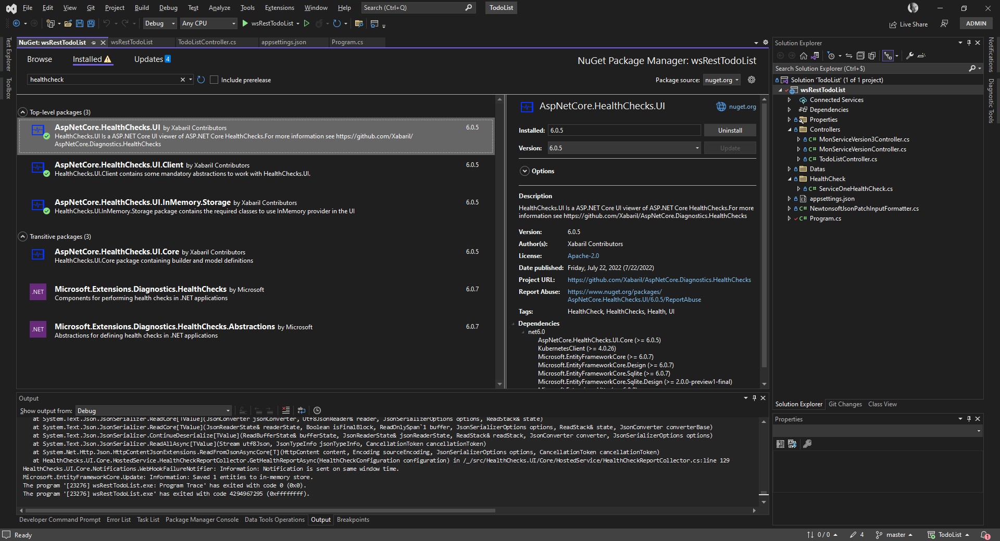 File Edit View Git Project Build Debug Test Analyze Tools Extensions Window Help Search (Ctrl+Q) TodoList
Debug Any CPU wsRestTodoList Live Share ADMIN
Test Explorer
Toolbox
NuGet: wsRestTodoList wsRestTodoList TodoListController.cs appsettings.json Program.cs
Browse Installed Updates 4
NuGet Package Manager: wsRestTodoList
healthcheck Include prerelease Package source: nuget.org
Top-level packages (3)
AspNetCore.HealthChecks.UI by Xabaril Contributors 6.0.5
HealthChecks.UI Is a ASP.NET Core UI viewer of ASP.NET Core HealthChecks.For more information see https://github.com/Xabaril/
AspNetCore.Diagnostics.HealthChecks
AspNetCore.HealthChecks.UI.Client by Xabaril Contributors 6.0.5
HealthChecks.UI.Client contains some mandatory abstractions to work with HealthChecks.UI.
AspNetCore.HealthChecks.UI.InMemory.Storage by Xabaril Contributors 6.0.5
HealthChecks.UI.InMemory.Storage package contains the required classes to use InMemory provider in the UI
Transitive packages (3)
AspNetCore.HealthChecks.UI.Core by Xabaril Contributors 6.0.5
HealthChecks.UI.Core package containing builder and model definitions
.NET Microsoft.Extensions.Diagnostics.HealthChecks by Microsoft 6.0.7
Components for performing health checks in .NET applications
.NET Microsoft.Extensions.Diagnostics.HealthChecks.Abstractions by Microsoft 6.0.7
Abstractions for defining health checks in .NET applications
AspNetCore.HealthChecks.UI nuget.org
Installed: 6.0.5 Uninstall
Version: 6.0.5 Update
Options
Description
HealthChecks.UI Is a ASP.NET Core UI viewer of ASP.NET Core HealthChecks.For more
information see https://github.com/Xabaril/AspNetCore.Diagnostics.HealthChecks
Version: 6.0.5
Author(s): Xabaril Contributors
License: Apache-2.0
Date published: Friday, July 22, 2022 (7/22/2022)
Project URL: https://github.com/Xabaril/AspNetCore.Diagnostics.HealthChecks
Report Abuse: https://www.nuget.org/packages/
AspNetCore.HealthChecks.UI/6.0.5/ReportAbuse
Tags: HealthCheck, HealthChecks, Health, UI
Dependencies
net6.0
AspNetCore.HealthChecks.UI.Core (>= 6.0.5)
KubernetesClient (>= 4.0.26)
Microsoft.EntityFrameworkCore (>= 6.0.7)
Microsoft.EntityFrameworkCore.Design (>= 6.0.7)
Microsoft.EntityFrameworkCore.Sqlite (>= 6.0.7)
Microsoft.EntityFrameworkCore.Sqlite.Design (>= 2.0.0-preview1-final)
Output
Show output from: Debug
at System.Text.Json.JsonSerializer.ReadCore[TValue](JsonConverter jsonConverter, Utf8JsonReader& reader, JsonSerializerOptions options, ReadStack& state)
at System.Text.Json.JsonSerializer.ReadCore[TValue](JsonReaderState& readerState, Boolean isFinalBlock, ReadOnlySpan`1 buffer, JsonSerializerOptions options, ReadStack& state, JsonConverter converterBase)
at System.Text.Json.JsonSerializer.ContinueDeserialize[TValue](ReadBufferState& bufferState, JsonReaderState& jsonReaderState, ReadStack& readStack, JsonConverter converter, JsonSerializerOptions options)
at System.Text.Json.JsonSerializer.ReadAllAsync[TValue](Stream utf8Json, JsonTypeInfo jsonTypeInfo, CancellationToken cancellationToken)
at System.Net.Http.Json.HttpContentJsonExtensions.ReadFromJsonAsyncCore[T](HttpContent content, Encoding sourceEncoding, JsonSerializerOptions options, CancellationToken cancellationToken)
at HealthChecks.UI.Core.HostedService.HealthCheckReportCollector.GetHealthReportAsync(HealthCheckConfiguration configuration) in /_/src/HealthChecks.UI/Core/HostedService/HealthCheckReportCollector.cs:line 129
HealthChecks.UI.Core.Notifications.WebHookFailureNotifier: Information: Notification is sent on same window time.
Microsoft.EntityFrameworkCore.Update: Information: Saved 1 entities to in-memory store.
The program '[23276] wsRestTodoList.exe: Program Trace' has exited with code 0 (0x0).
The program '[23276] wsRestTodoList.exe' has exited with code 4294967295 (0xffffffff).
Developer Command Prompt Error List Task List Package Manager Console Data Tools Operations Output Breakpoints
Solution Explorer
Search Solution Explorer (Ctrl+$)
Solution 'TodoList' (1 of 1 project)
wsRestTodoList
Connected Services
Dependencies
Properties
Controllers
C# MonServiceVersion3Controller.cs
C# MonServiceVersionController.cs
C# TodoListController.cs
Datas
HealthCheck
C# ServiceOneHealthCheck.cs
appsettings.json
C# NewtonsoftJsonPatchInputFormatter.cs
C# Program.cs
Solution Explorer Git Changes Class View
Properties
Notifications
Diagnostic Tools
Ready 0 / 0 4 master TodoList 1